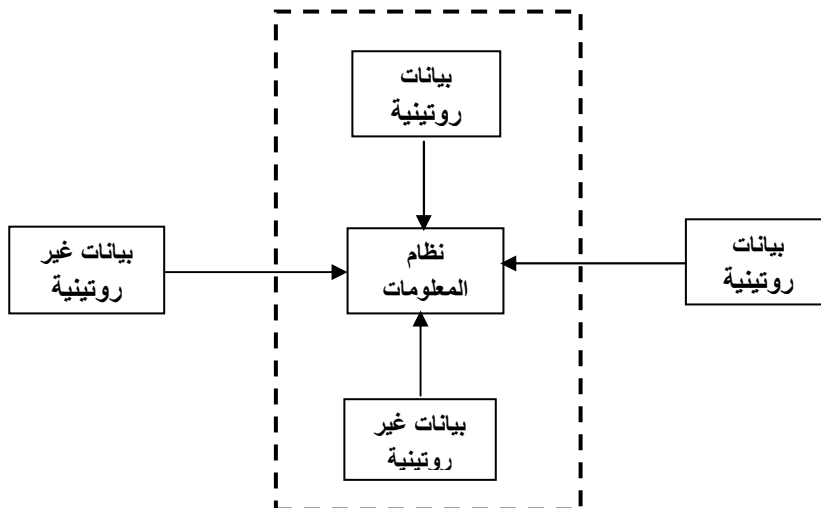 بيانات
روتينية
بيانات
روتينية
نظام
المعلومات
بيانات غير
روتينية
بيانات غير
روتينية